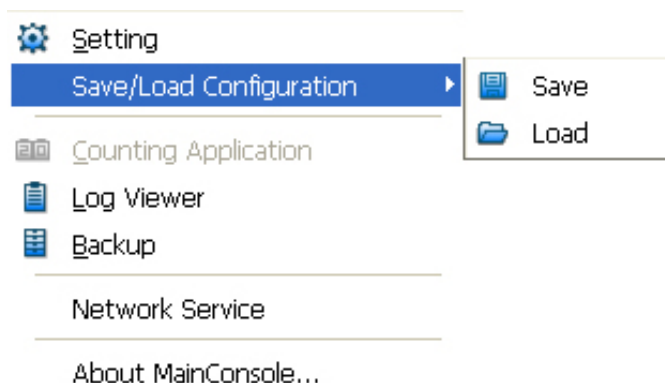 Setting
Save/Load Configuration
Save
Load
Counting Application
Log Viewer
Backup
Network Service
About MainConsole...